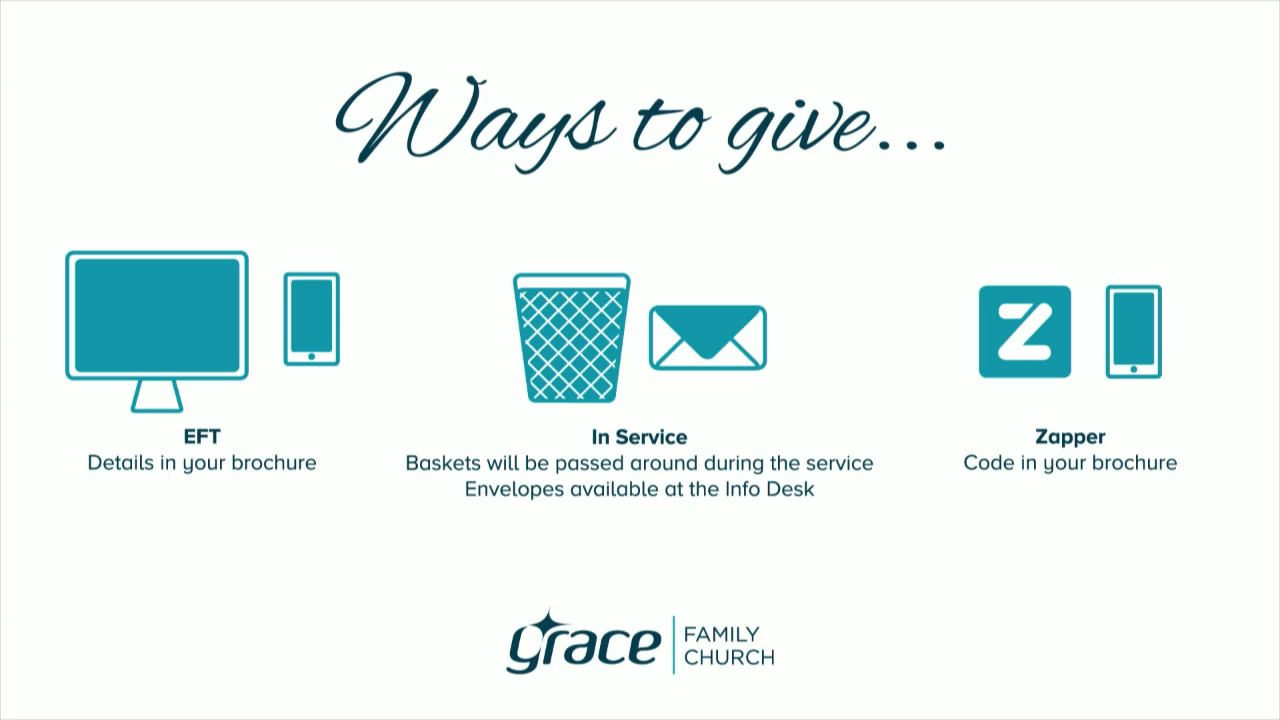 Ways to give...
EFT
Details in your brochure
In Service
Baskets will be passed around during the service
Envelopes available at the Info Desk
Z
Zapper
Code in your brochure
grace
FAMILY
CHURCH